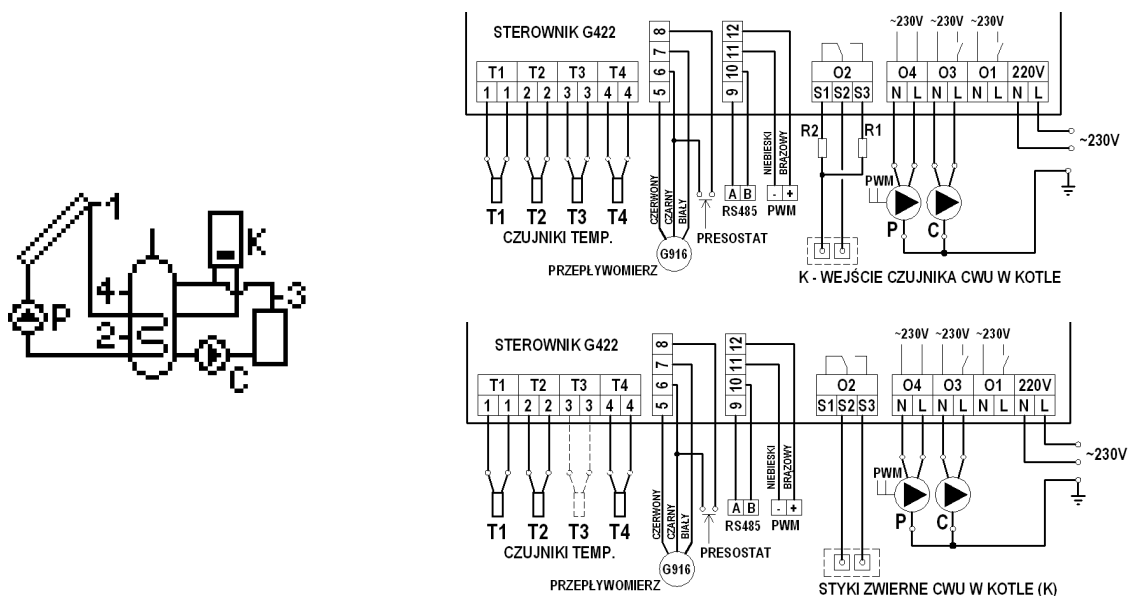 1
K
4
3
P
2
C
STEROWNIK G422
T1 T2 T3 T4
1 1 2 2 3 3 4 4
8
7
6
5
12
11
10
9
~230V ~230V ~230V
O2
S1 S2 S3
O4 O3 O1 220V
N L N L N L N L
R2 R1
~230V
T1 T2 T3 T4
CZUJNIKI TEMP.
CZERWONY
CZARNY
BIAŁY
G916
PRZEPŁYWOMIERZ
PRESOSTAT
A B
RS485
NIEBIESKI
BRĄZOWY
- +
PWM
PWM
P C
K - WEJŚCIE CZUJNIKA CWU W KOTLE
STEROWNIK G422
T1 T2 T3 T4
1 1 2 2 3 3 4 4
8
7
6
5
12
11
10
9
~230V ~230V ~230V
O2
S1 S2 S3
O4 O3 O1 220V
N L N L N L N L
~230V
T1 T2 T3 T4
CZUJNIKI TEMP.
CZERWONY
CZARNY
BIAŁY
G916
PRZEPŁYWOMIERZ
PRESOSTAT
A B
RS485
NIEBIESKI
BRĄZOWY
- +
PWM
PWM
P C
STYKI ZWIERNE CWU W KOTLE (K)